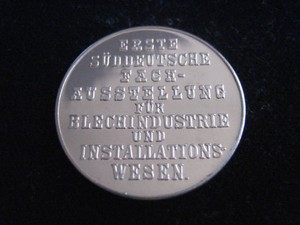 ERSTE
SÜDDEUTSCHE
FACH-
AUSSTELLUNG
FÜR
BLECHINDUSTRIE
UND
INSTALLATIONS-
WESEN.